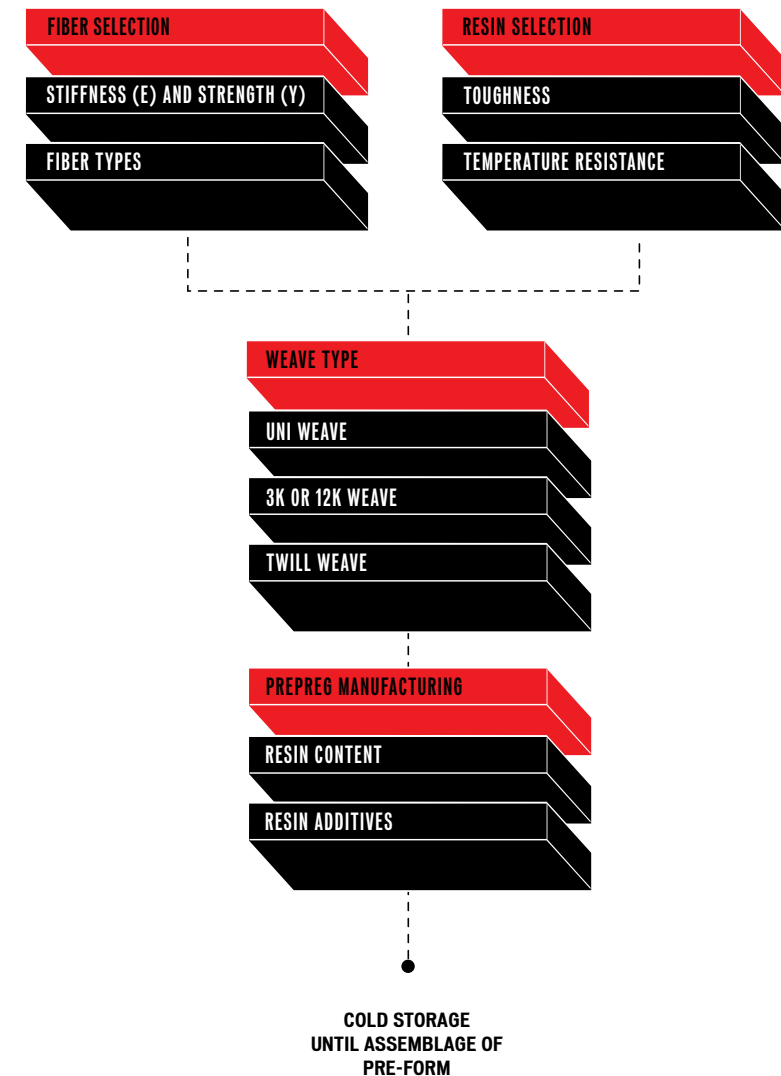 FIBER SELECTION
STIFFNESS (E) AND STRENGTH (Y)
FIBER TYPES
RESIN SELECTION
TOUGHNESS
TEMPERATURE RESISTANCE
WEAVE TYPE
UNI WEAVE
3K OR 12K WEAVE
TWILL WEAVE
PREPREG MANUFACTURING
RESIN CONTENT
RESIN ADDITIVES
COLD STORAGE
UNTIL ASSEMBLAGE OF
PRE-FORM